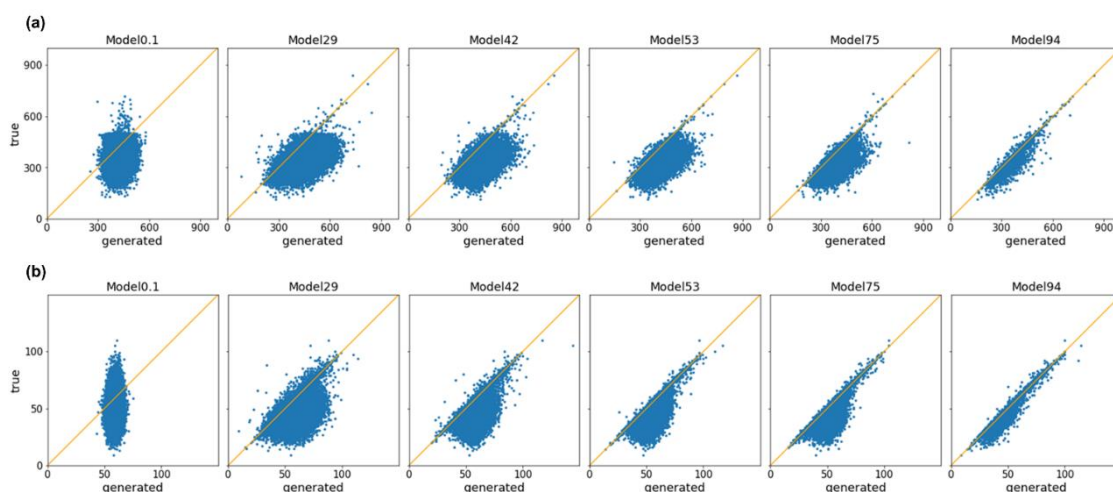 (a)
Model0.1 Model29 Model42 Model53 Model75 Model94
900
600
300
0
true
0 300 600 900 0 300 600 900 0 300 600 900 0 300 600 900 0 300 600 900 0 300 600 900
generated generated generated generated generated generated
(b)
Model0.1 Model29 Model42 Model53 Model75 Model94
100
50
0
true
0 50 100 0 50 100 0 50 100 0 50 100 0 50 100 0 50 100
generated generated generated generated generated generated